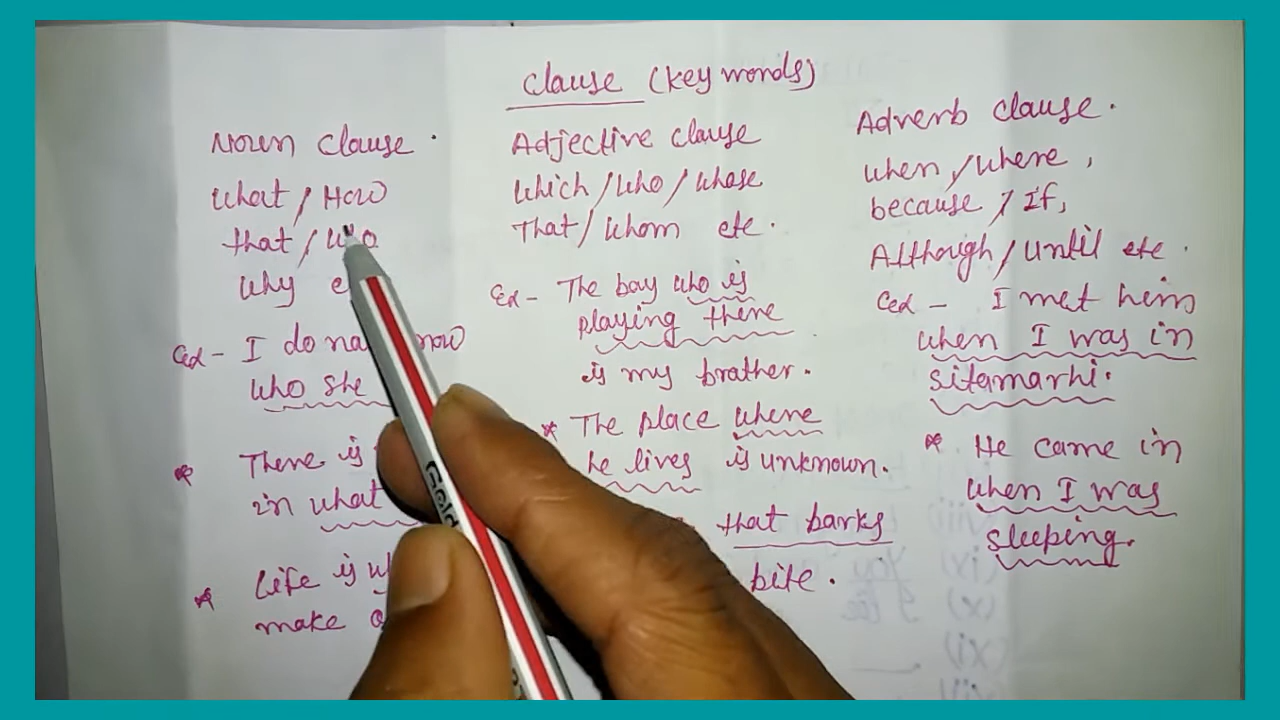 Clause (Key words)
Noun Clause.
What / How
that / Who
Why
Ex - I do
who she
* There is
in what
* Life is
make
Adjective clause
Which / Who / Whose
That / Whom etc.
Ex - The boy who is
playing there
is my brother.
* The place where
he lives is unknown.
that barks
bite.
Adverb clause.
when / where,
because / If,
Although / until etc.
Ex - I met him
when I was in
sitamarhi.
* He came in
when I was
sleeping.